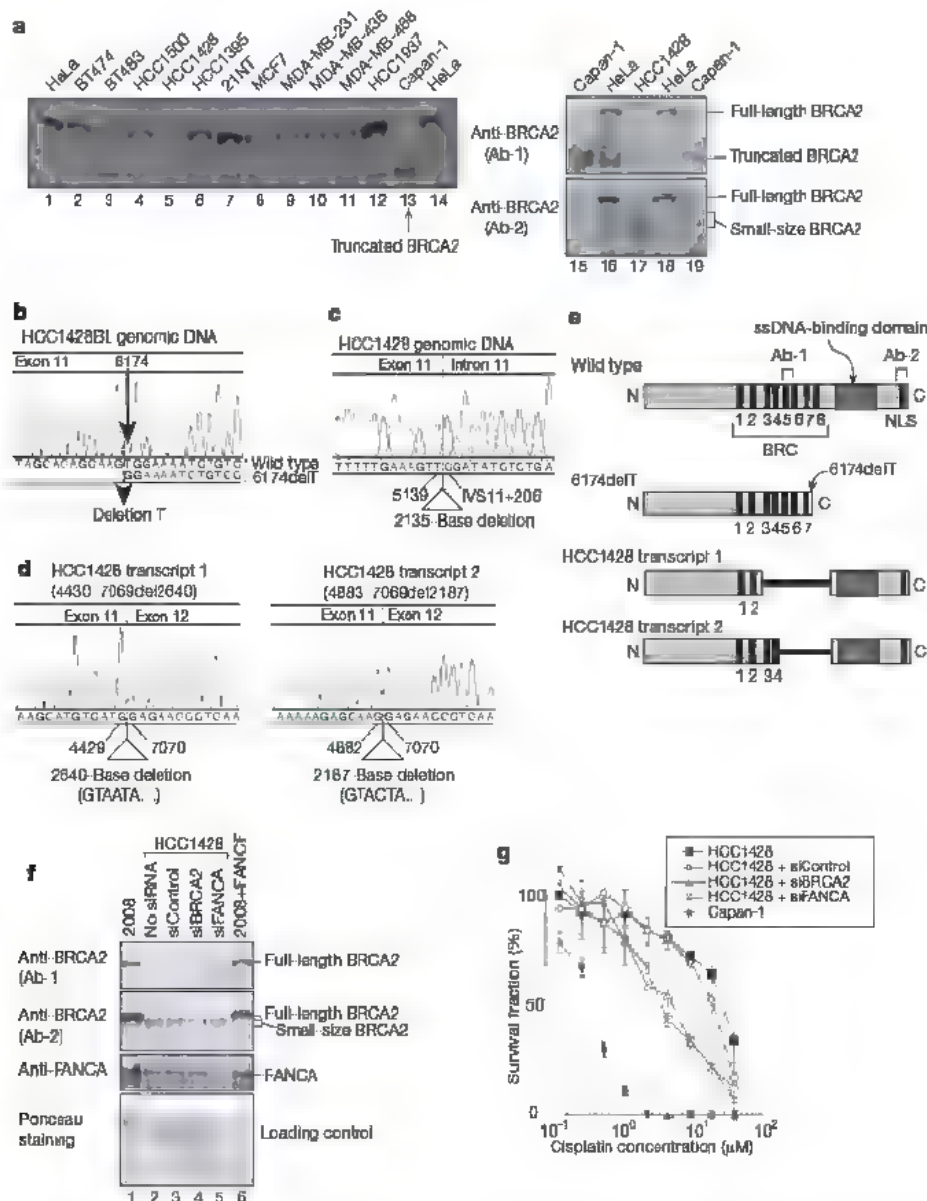 a
HeLa
BT474
BT483
HCC1500
HCC1428
HCC1395
21NT
MCF7
MDA-MB-231
MDA-MB-436
MDA-MB-468
HCC1937
Capan-1
HeLa
1 2 3 4 5 6 7 8 9 10 11 12 13 14
Truncated BRCA2
Capan-1
HeLa
HCC1428
HeLa
Capan-1
Anti-BRCA2
(Ab-1)
Full-length BRCA2
Truncated BRCA2
Anti-BRCA2
(Ab-2)
Full-length BRCA2
Small-size BRCA2
15 16 17 18 19
b
HCC1428BL genomic DNA
Exon 11 6174
Wild type
GGAAAATCTGTCC 6174delT
Deletion T
c
HCC1428 genomic DNA
Exon 11 Intron 11
5139 IVS11+206
2135-Base deletion
d
HCC1428 transcript 1
(4430_7069del2640)
Exon 11 Exon 12
4429 7070
2640-Base deletion
(GTAATA...)
HCC1428 transcript 2
(4883_7069del2187)
Exon 11 Exon 12
4882 7070
2187-Base deletion
(GTACTA...)
e
ssDNA-binding domain
Ab-1 Ab-2
Wild type
N C
1 2 3 4 5 6 7 8 NLS
BRC
6174delT 6174delT
N C
1 2 3 4 5 6 7
HCC1428 transcript 1
N C
1 2
HCC1428 transcript 2
N C
1 2 3 4
f
HCC1428
2008
No siRNA
siControl
siBRCA2
siFANCA
2008+FANCF
Anti-BRCA2
(Ab-1
Full-length BRCA2
Anti-BRCA2
(Ab-2)
Full-length BRCA2
Small-size BRCA2
Anti-FANCA
FANCA
Ponceau
staining
Loading control
1 2 3 4 5 6
g
HCC1428
HCC1428 + siControl
HCC1428 + siBRCA2
HCC1428 + siFANCA
Capan-1
Survival fraction (%)
100
50
0
10⁻¹ 10⁰ 10¹ 10²
Cisplatin concentration (μM)